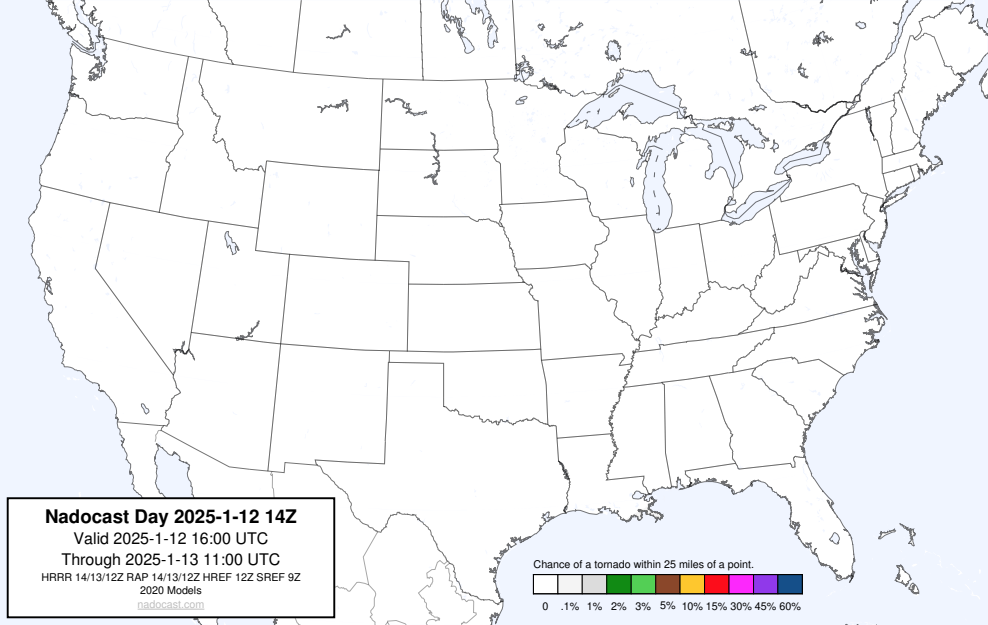 Nadocast Day 2025-1-12 14Z
Valid 2025-1-12 16:00 UTC
Through 2025-1-13 11:00 UTC
HRRR 14/13/12Z RAP 14/13/12Z HREF 12Z SREF 9Z
2020 Models
nadocast.com
Chance of a tornado within 25 miles of a point.
0 .1% 1% 2% 3% 5% 10% 15% 30% 45% 60%